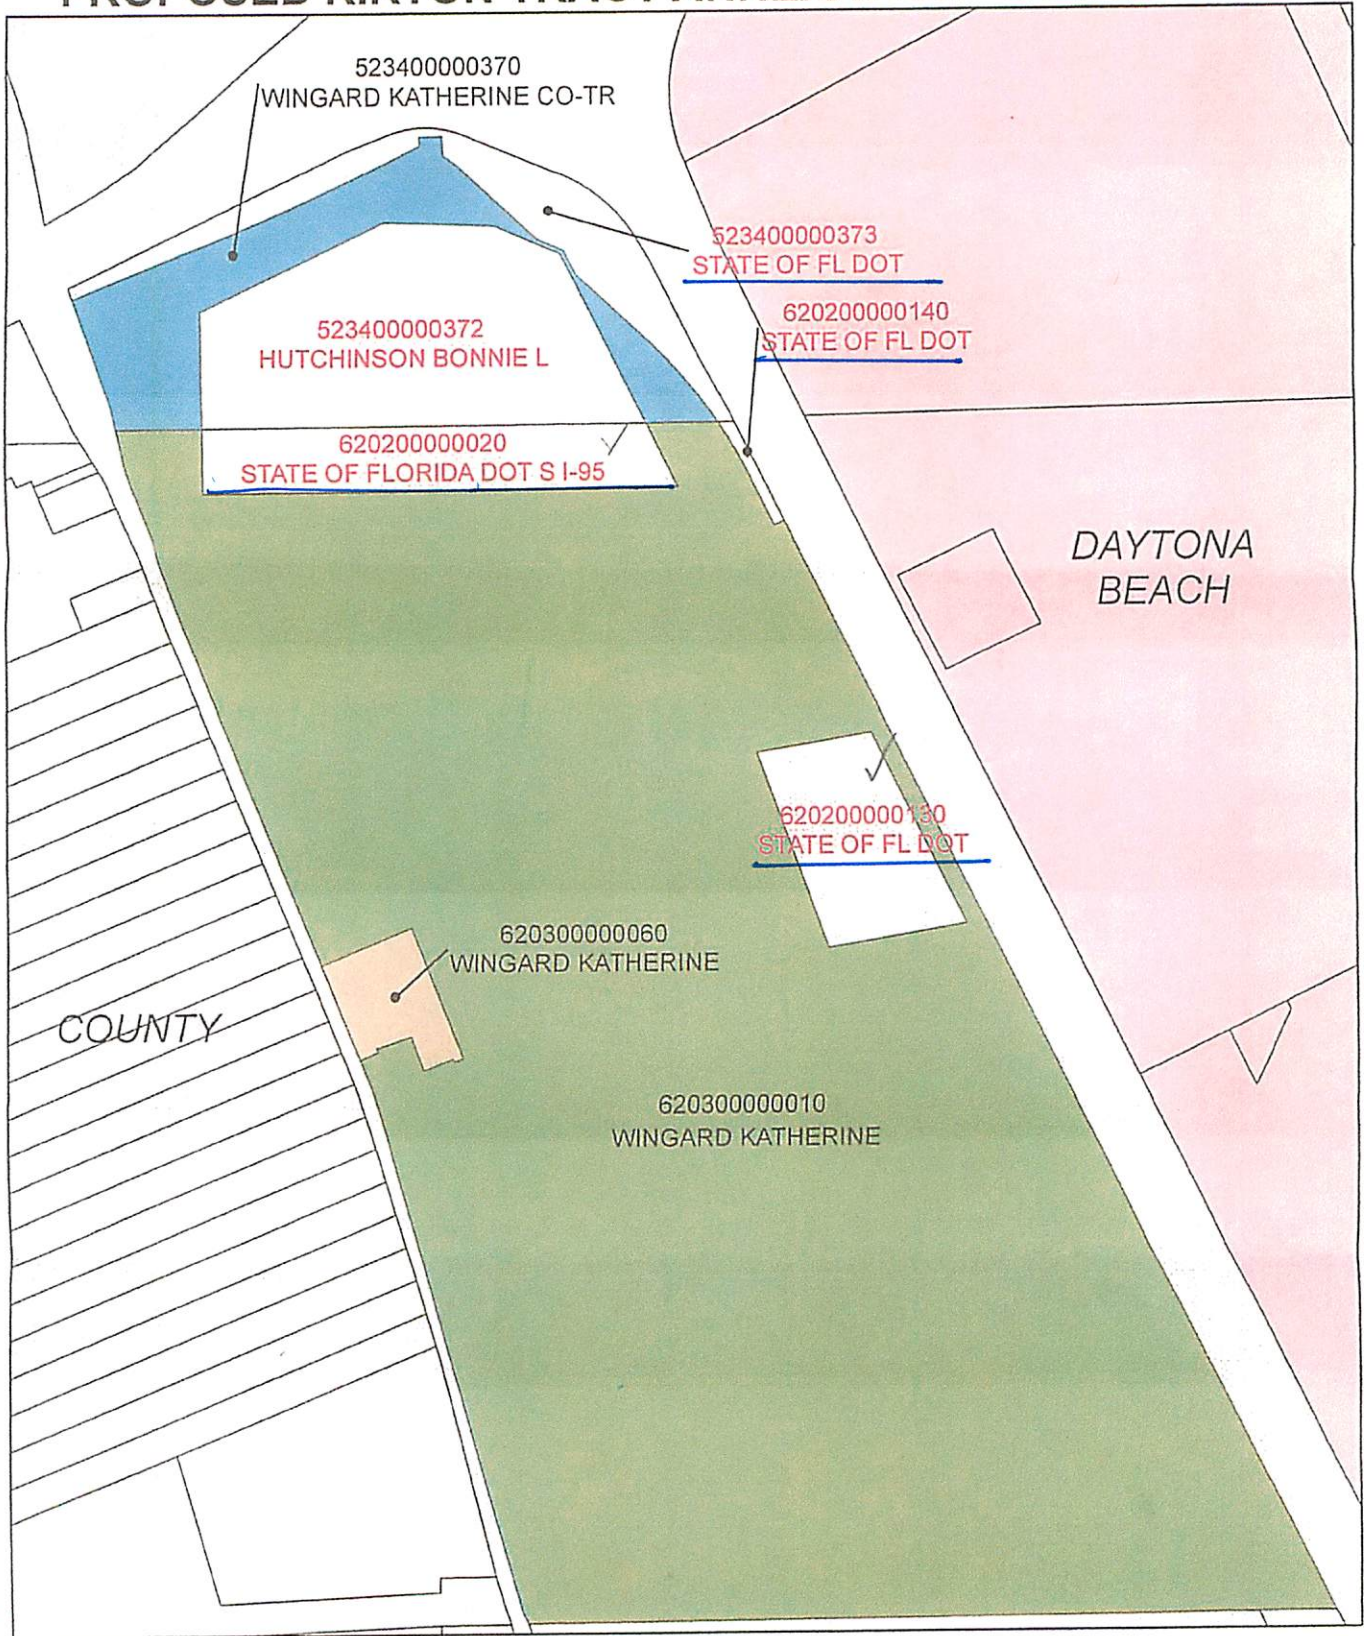 523400000370
WINGARD KATHERINE CO-TR
523400000373
STATE OF FL DOT
620200000140
STATE OF FL DOT
523400000372
HUTCHINSON BONNIE L
620200000020
STATE OF FLORIDA DOT S I-95
DAYTONA
BEACH
620200000130
STATE OF FL DOT
620300000060
WINGARD KATHERINE
COUNTY
620300000010
WINGARD KATHERINE